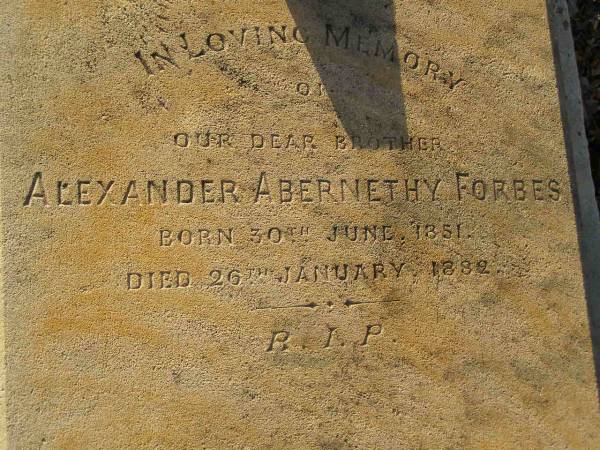 IN LOVING MEMORY
OF
OUR DEAR BROTHER
ALEXANDER ABERNETHY FORBES
BORN 30TH JUNE, 1851.
DIED 26TH JANUARY, 1882.
R.I.P.